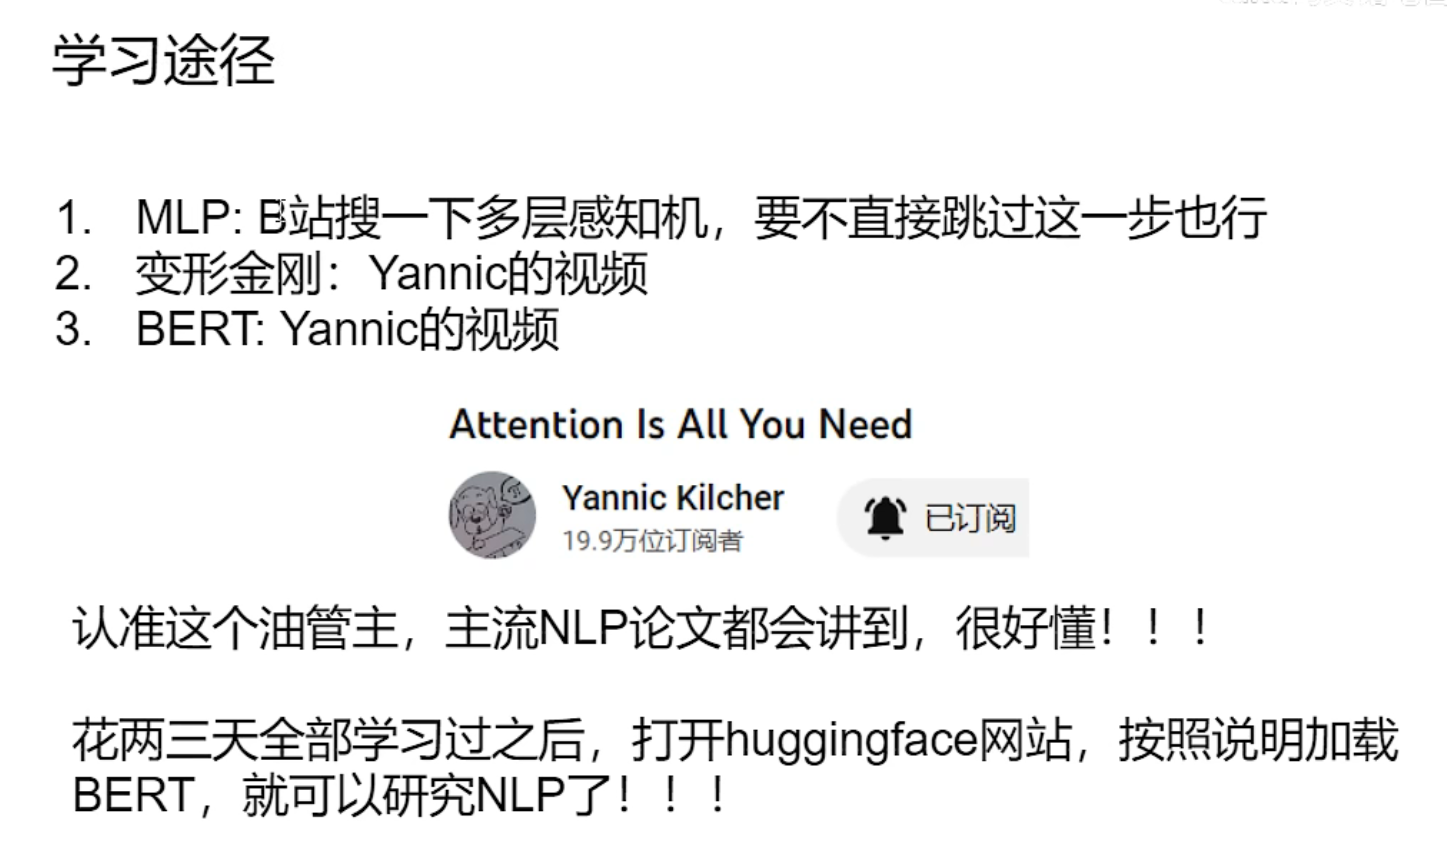 学习途径
1. MLP: B站搜一下多层感知机，要不直接跳过这一步也行
2. 变形金刚：Yannic的视频
3. BERT: Yannic的视频
Attention Is All You Need
Yannic Kilcher
19.9万位订阅者
已订阅
认准这个油管主，主流NLP论文都会讲到，很好懂！！！
花两三天全部学习过之后，打开huggingface网站，按照说明加载
BERT，就可以研究NLP了！！！